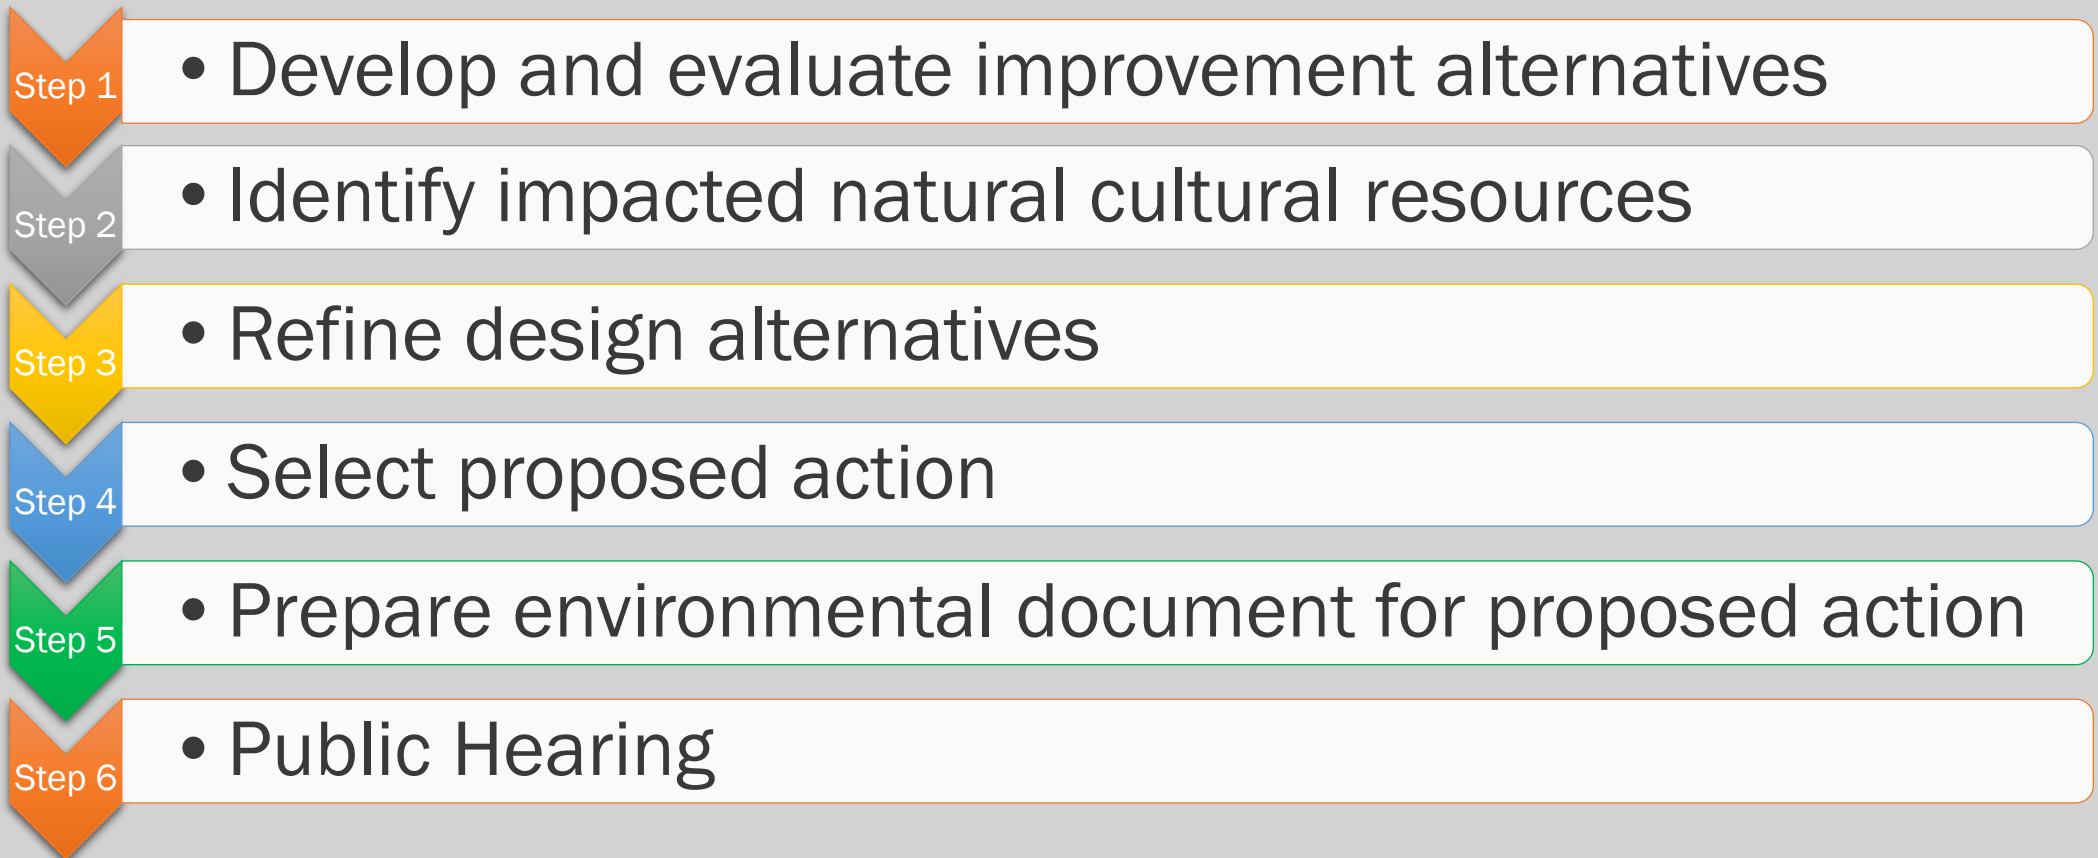 Step 1
• Develop and evaluate improvement alternatives
Step 2
• Identify impacted natural cultural resources
Step 3
• Refine design alternatives
Step 4
• Select proposed action
Step 5
• Prepare environmental document for proposed action
Step 6
• Public Hearing